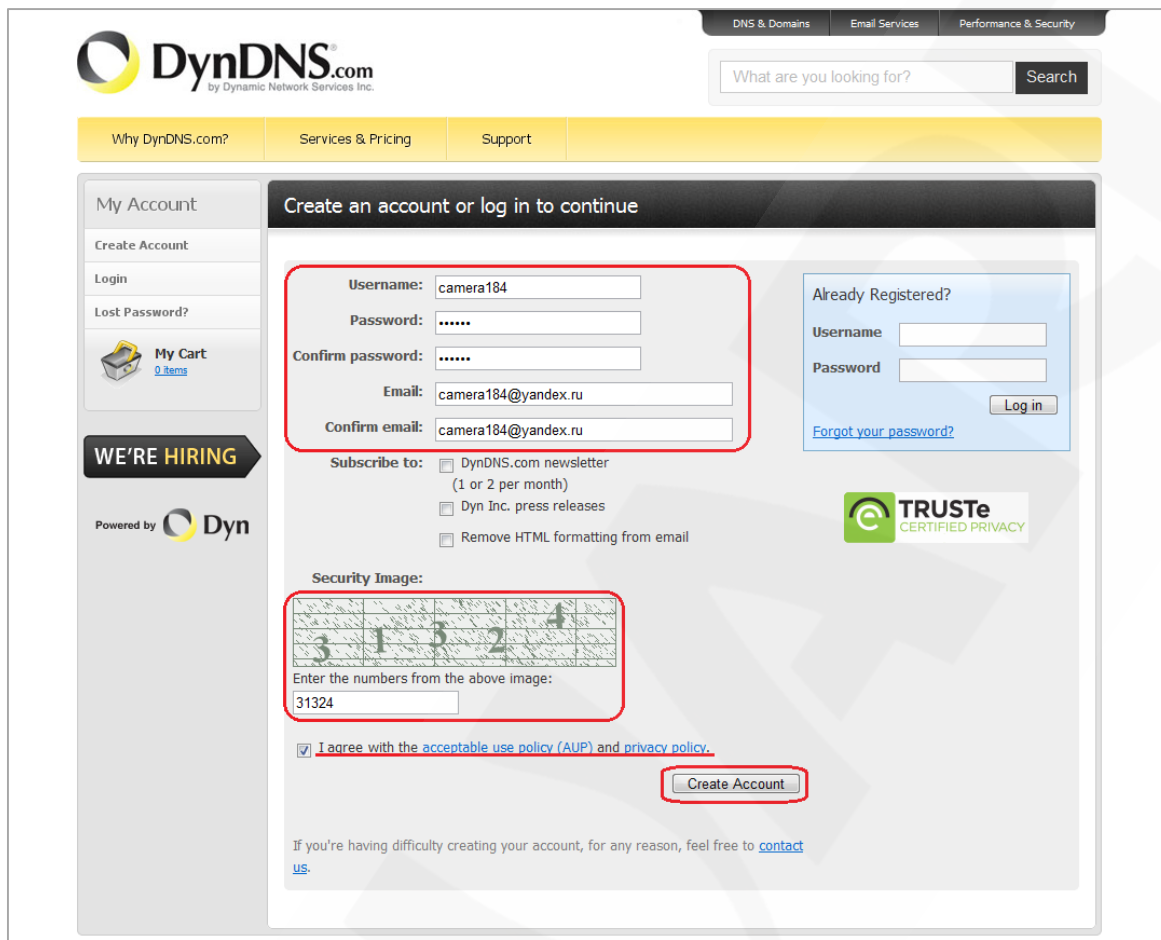 DNS & Domains Email Services Performance & Security
DynDNS.com
by Dynamic Network Services Inc.
What are you looking for? Search
Why DynDNS.com? Services & Pricing Support
My Account
Create Account
Login
Lost Password?
My Cart
0 items
WE'RE HIRING
Powered by Dyn
Create an account or log in to continue
Username: camera184
Password: ••••••
Confirm password: ••••••
Email: camera184@yandex.ru
Confirm email: camera184@yandex.ru
Subscribe to: DynDNS.com newsletter
(1 or 2 per month)
Dyn Inc. press releases
Remove HTML formatting from email
Security Image:
3 1 3 2 4
Enter the numbers from the above image:
31324
I agree with the acceptable use policy (AUP) and privacy policy.
Create Account
If you're having difficulty creating your account, for any reason, feel free to contact
us.
Already Registered?
Username
Password
Log in
Forgot your password?
TRUSTe
CERTIFIED PRIVACY